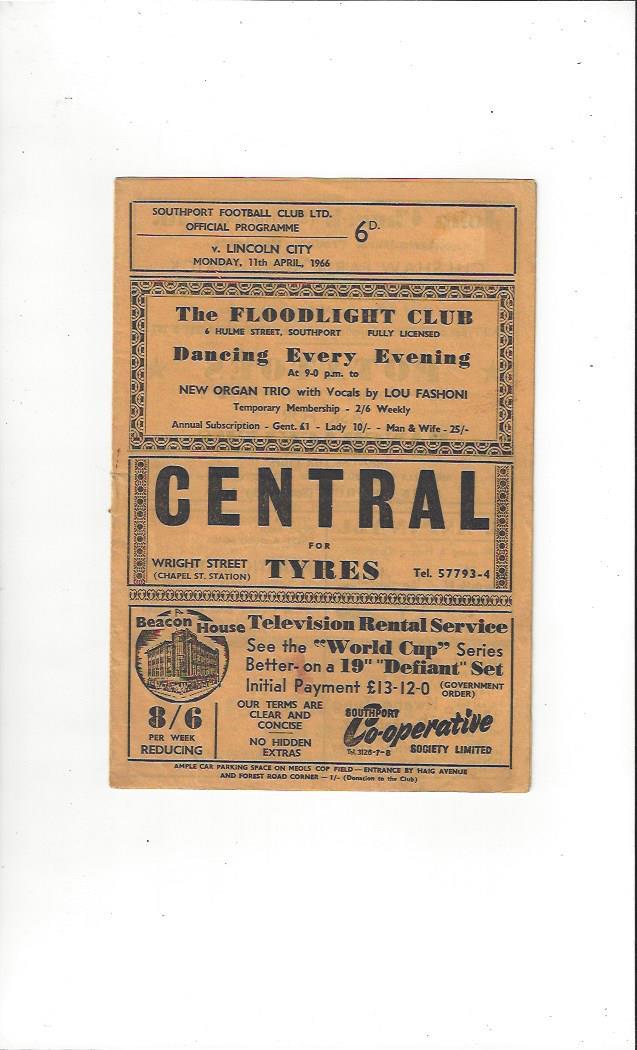 SOUTHPORT FOOTBALL CLUB LTD.
OFFICIAL PROGRAMME
6D.
v. LINCOLN CITY
MONDAY, 11th APRIL, 1966
The FLOODLIGHT CLUB
6 HULME STREET, SOUTHPORT FULLY LICENSED
Dancing Every Evening
At 9-0 p.m. to
NEW ORGAN TRIO with Vocals by LOU FASHONI
Temporary Membership - 2/6 Weekly
Annual Subscription - Gent. £1 - Lady 10/- - Man & Wife - 25/-
CENTRAL
FOR
WRIGHT STREET
(CHAPEL ST. STATION)
TYRES
Tel. 57793-4
Beacon House
Television Rental Service
See the "World Cup" Series
Better- on a 19" "Defiant" Set
Initial Payment £13-12-0 (GOVERNMENT ORDER)
8/6
PER WEEK
REDUCING
OUR TERMS ARE
CLEAR AND
CONCISE
NO HIDDEN
EXTRAS
SOUTHPORT
Co-operative
Tel. 3126-7-8
SOCIETY LIMITED
AMPLE CAR PARKING SPACE ON MEOLS COP FIELD — ENTRANCE BY HAIG AVENUE
AND FOREST ROAD CORNER — 1/- (Donation to the Club)